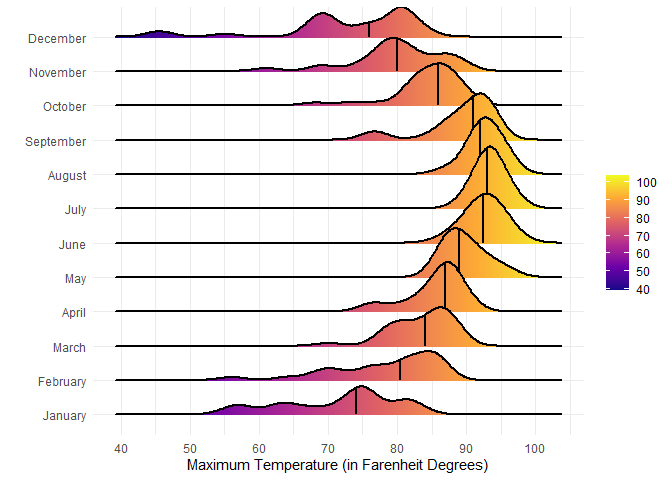 December
November
October
September
August
July
June
May
April
March
February
January
100
90
80
70
60
50
40
40 50 60 70 80 90 100
Maximum Temperature (in Farenheit Degrees)